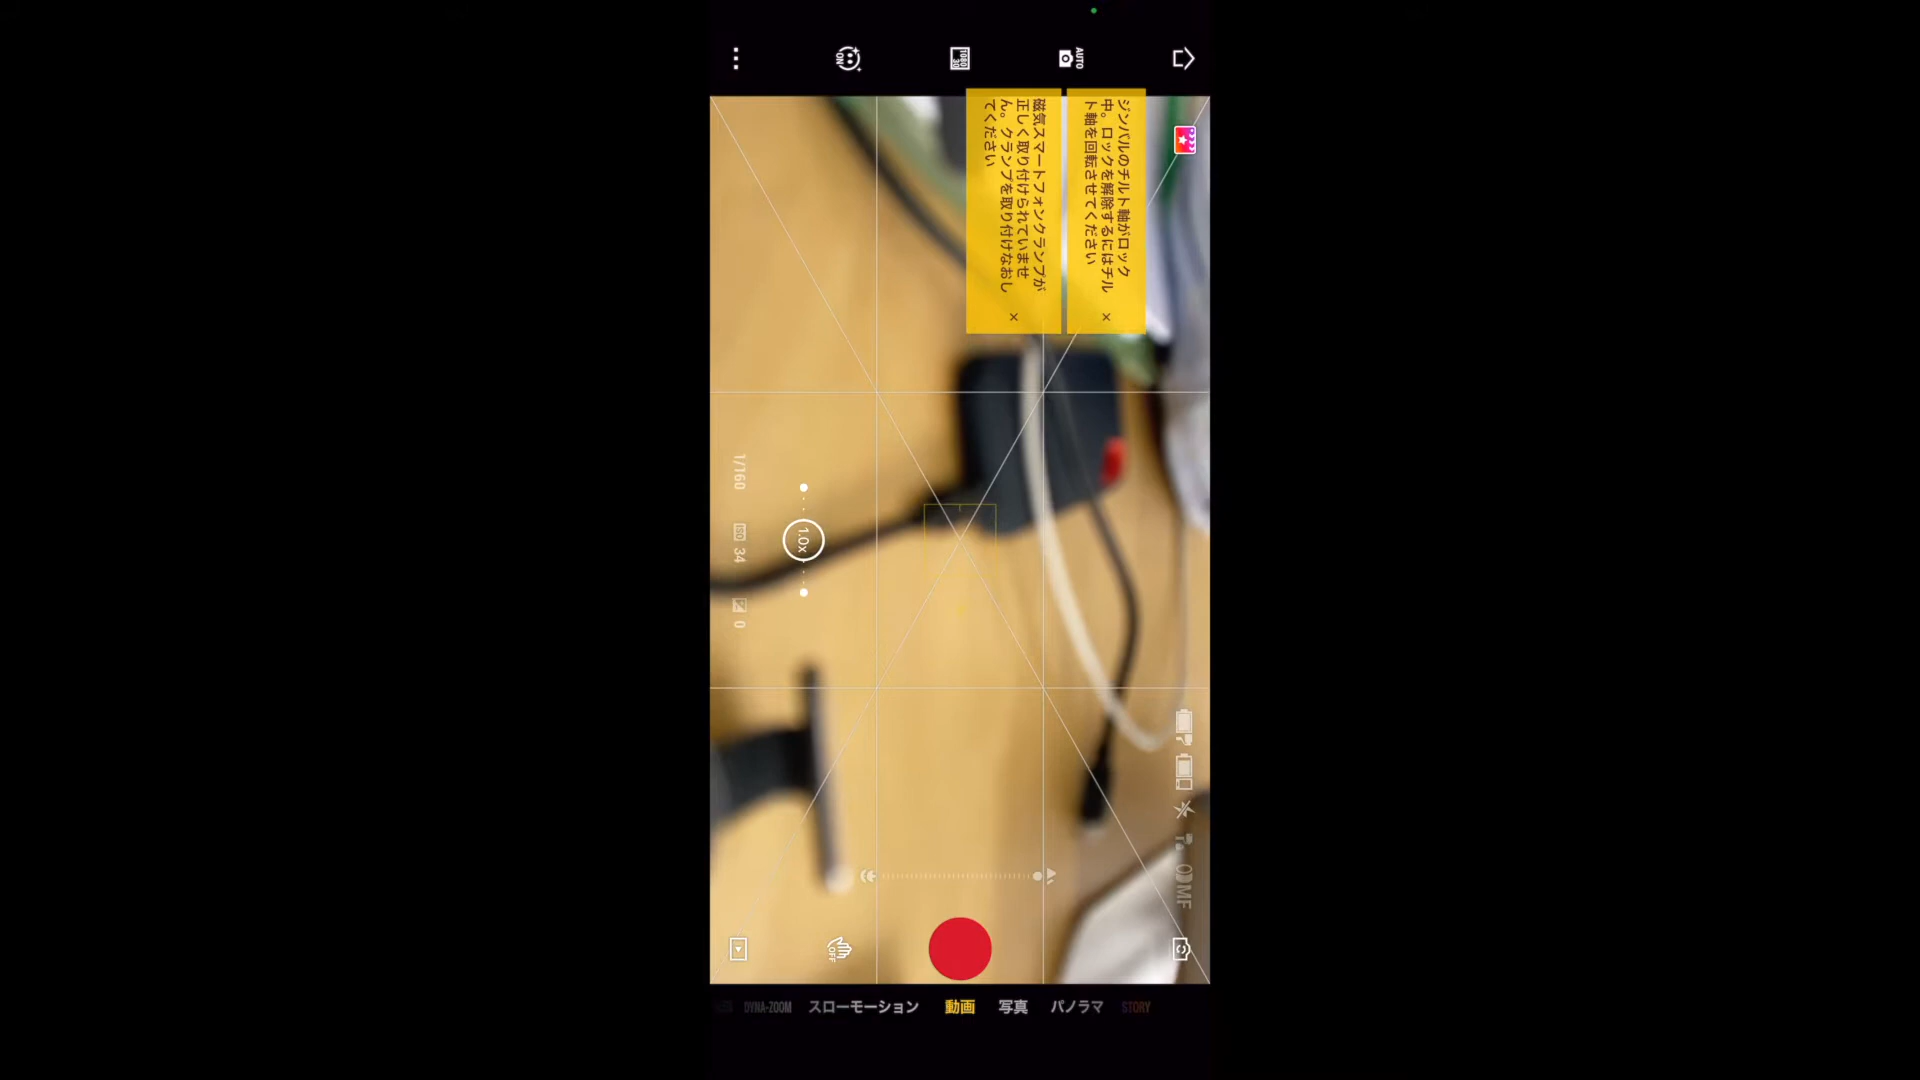 AUTO
1080
30
ON
ジンバルのチルト軸がロック
中。ロックを解除するにはチル
ト軸を回転させてください
×
磁気スマートフォンクランプが
正しく取り付けられていませ
ん。クランプを取り付けなおし
てください
×
1/160
1.0x
ISO 34
0
MF
OFF
DYNA-ZOOM スローモーション 動画 写真 パノラマ STORY